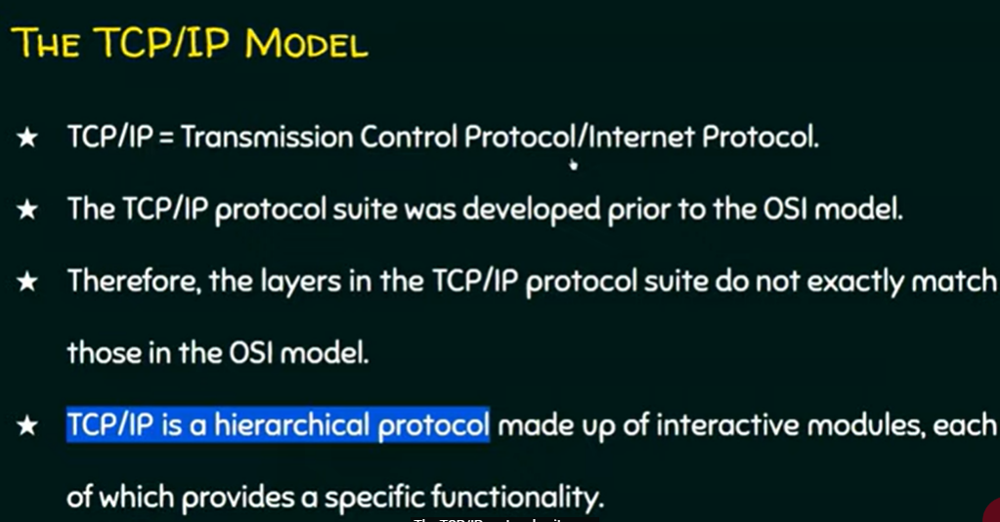 THE TCP/IP MODEL
★ TCP/IP = Transmission Control Protocol/Internet Protocol.
★ The TCP/IP protocol suite was developed prior to the OSI model.
★ Therefore, the layers in the TCP/IP protocol suite do not exactly match
those in the OSI model.
★ TCP/IP is a hierarchical protocol made up of interactive modules, each
of which provides a specific functionality.